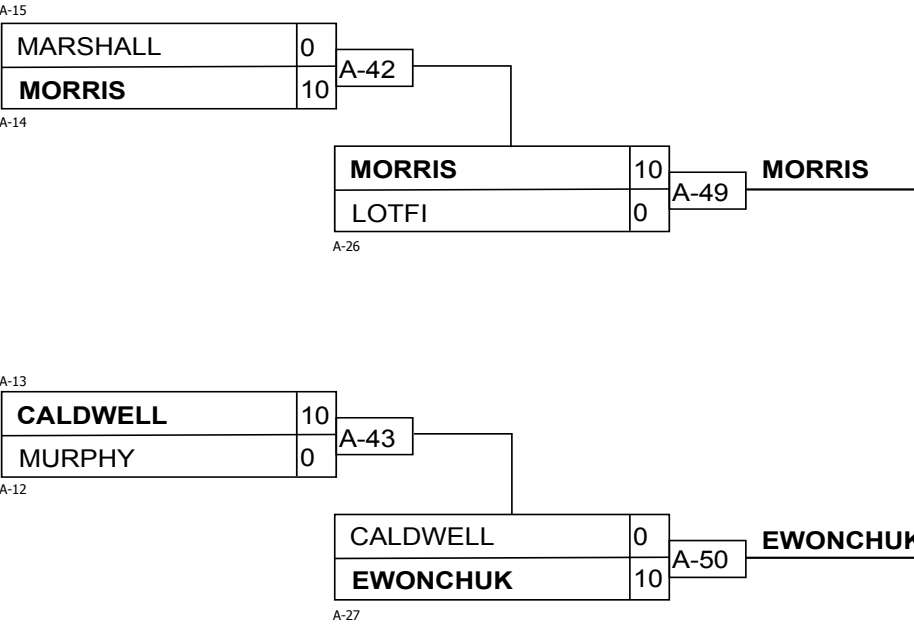 A-15
MARSHALL 0
A-42
MORRIS 10
A-14
MORRIS 10 MORRIS
A-49
LOTFI 0
A-26
A-13
CALDWELL 10
A-43
MURPHY 0
A-12
CALDWELL 0 EWONCHUK
A-50
EWONCHUK 10
A-27